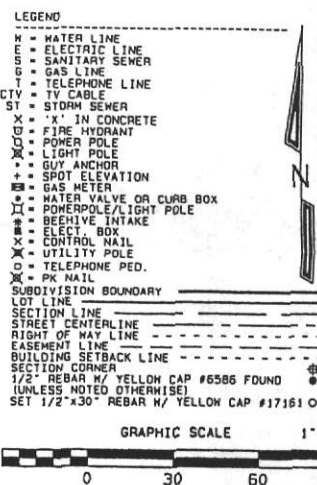 LEGEND
W = WATER LINE
E = ELECTRIC LINE
S = SANITARY SEWER
G = GAS LINE
T = TELEPHONE LINE
CTV = TV CABLE
ST = STORM SEWER
X = 'X' IN CONCRETE
= FIRE HYDRANT
= POWER POLE
= LIGHT POLE
= GUY ANCHOR
+ = SPOT ELEVATION
= GAS METER
= WATER VALVE OR CURB BOX
= POWERPOLE/LIGHT POLE
= BEEHIVE INTAKE
= ELECT. BOX
X = CONTROL NAIL
= UTILITY POLE
= TELEPHONE PED.
= PK NAIL
N
SUBDIVISION BOUNDARY
LOT LINE
SECTION LINE
STREET CENTERLINE
RIGHT OF WAY LINE
EASEMENT LINE
BUILDING SETBACK LINE
SECTION CORNER
1/2" REBAR W/ YELLOW CAP #6586 FOUND
(UNLESS NOTED OTHERWISE)
SET 1/2"x30" REBAR W/ YELLOW CAP #17161
GRAPHIC SCALE 1"
0 30 60